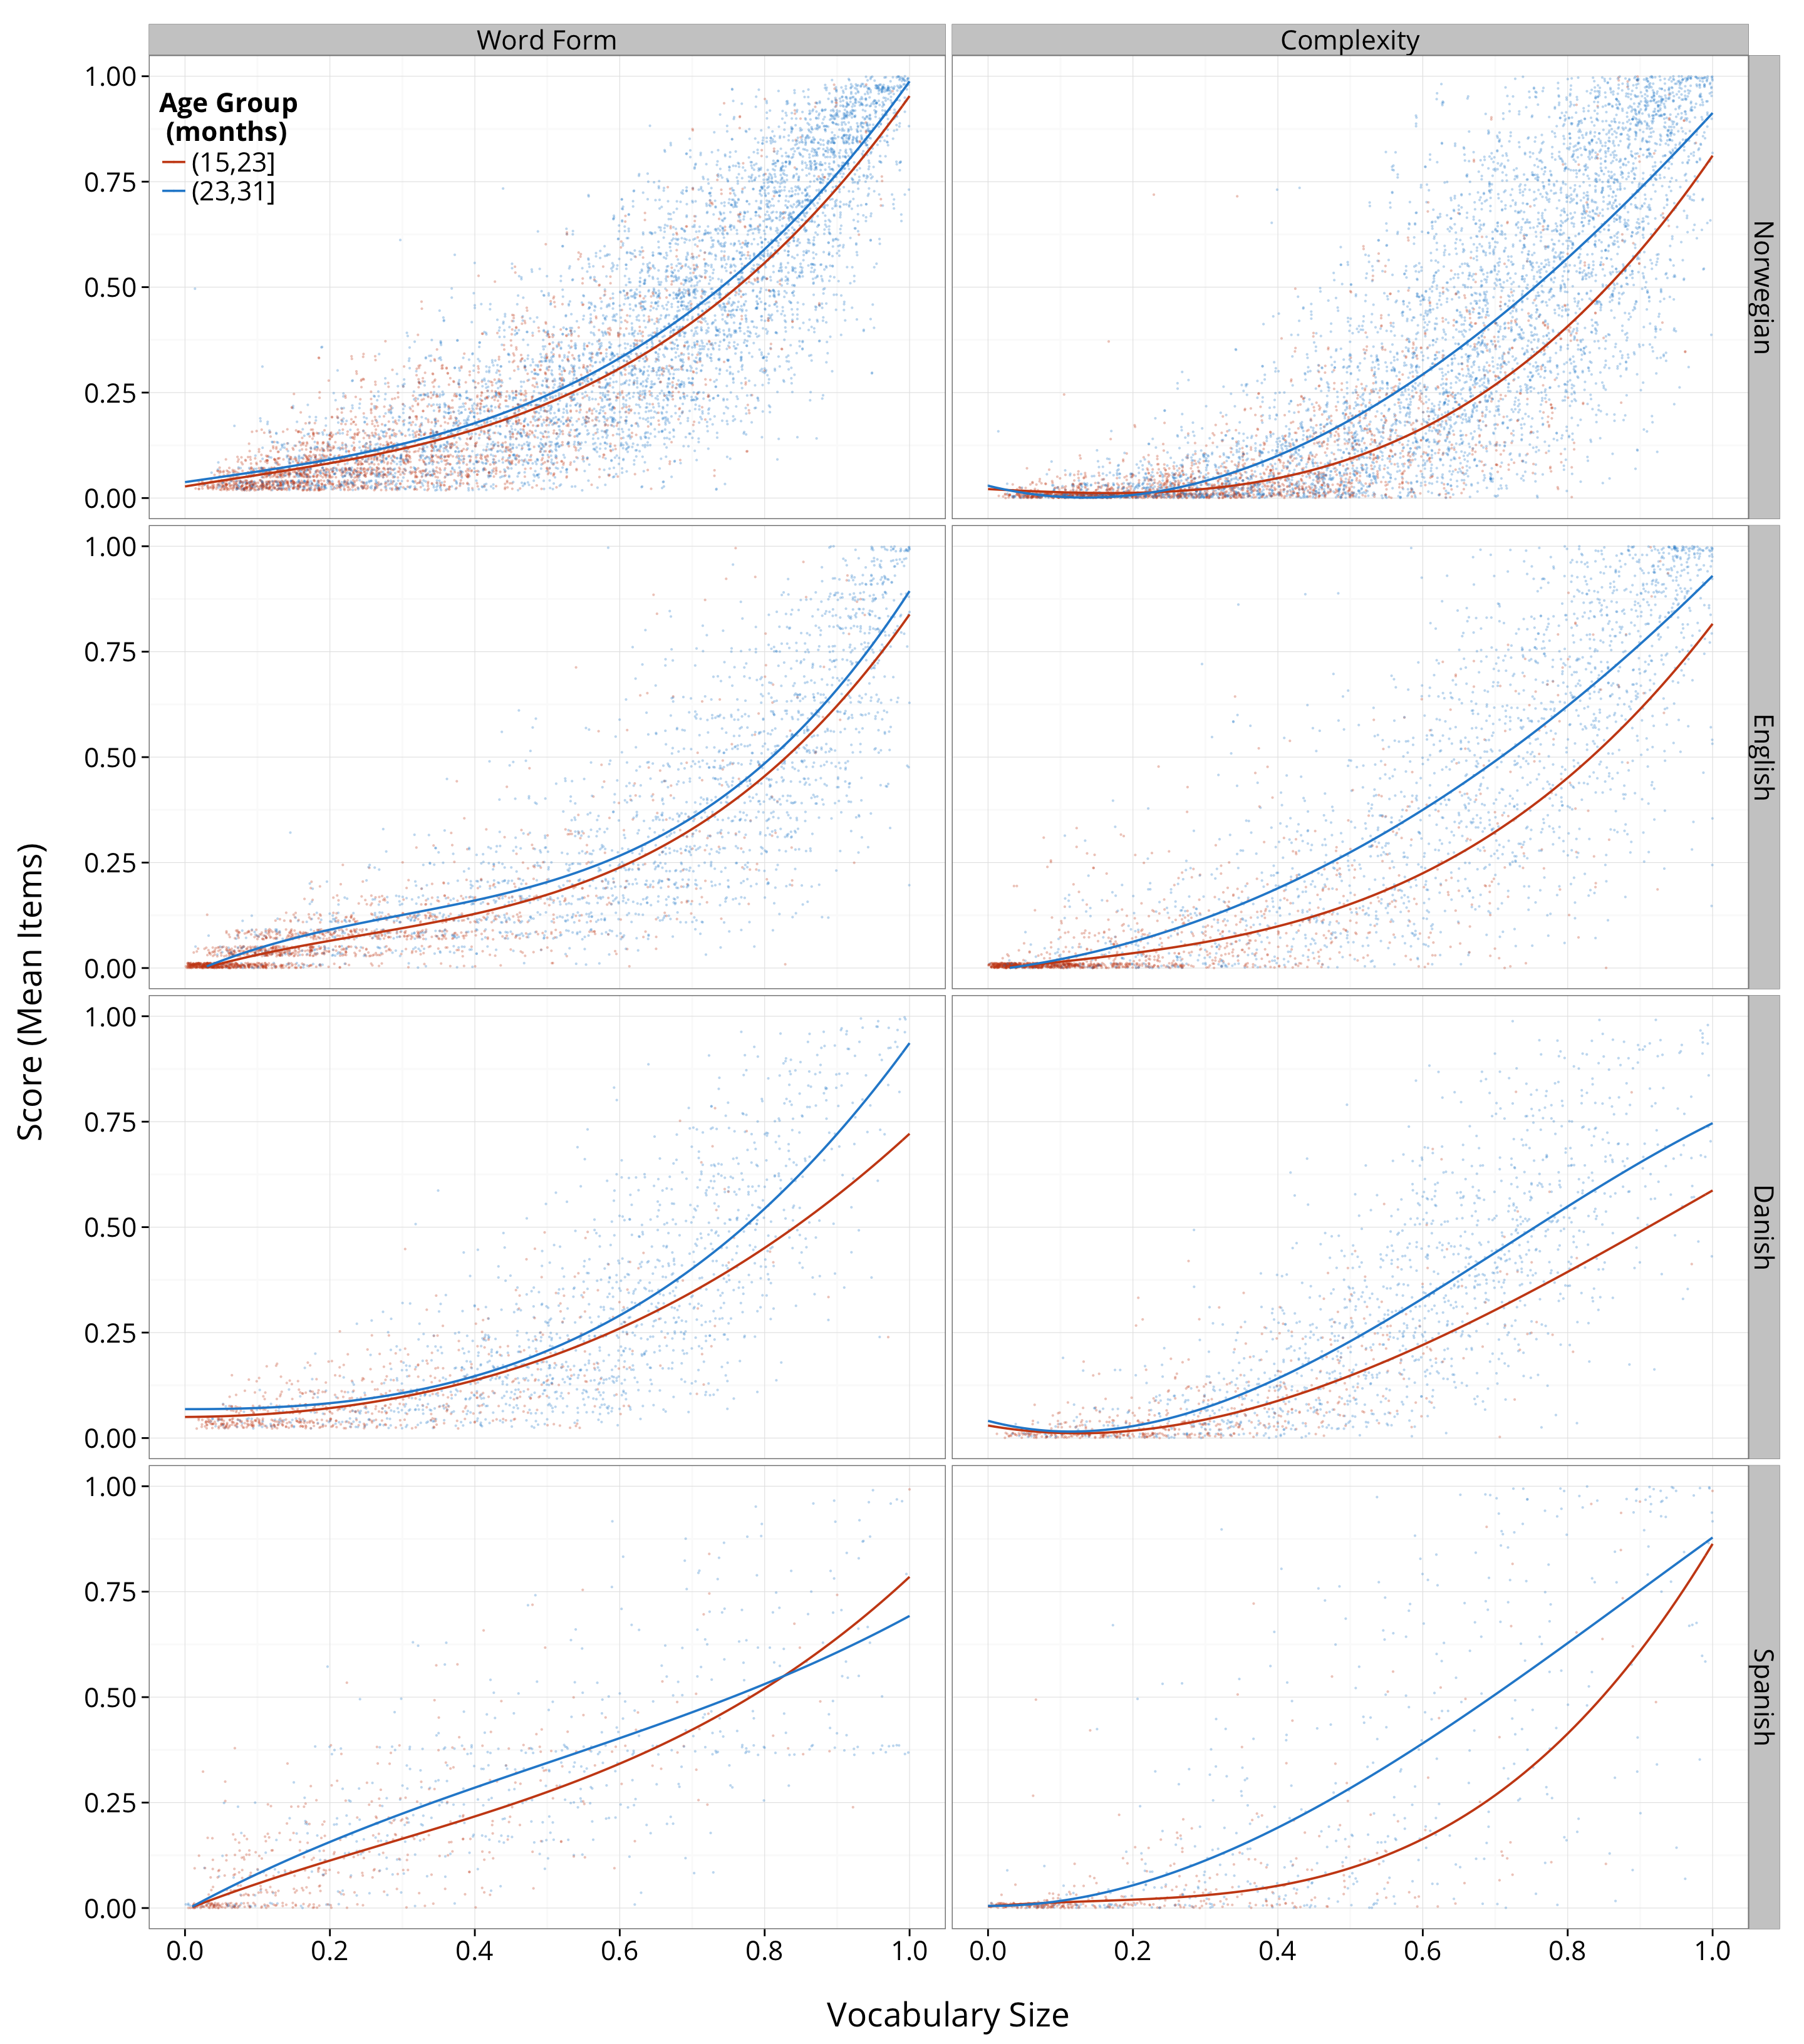 Word Form
Complexity
Age Group
(months)
(15,23]
(23,31]
1.00
0.75
0.50
0.25
0.00
Norwegian
1.00
0.75
0.50
0.25
0.00
English
1.00
0.75
0.50
0.25
0.00
Danish
1.00
0.75
0.50
0.25
0.00
Spanish
Score (Mean Items)
0.0 0.2 0.4 0.6 0.8 1.0
0.0 0.2 0.4 0.6 0.8 1.0
Vocabulary Size